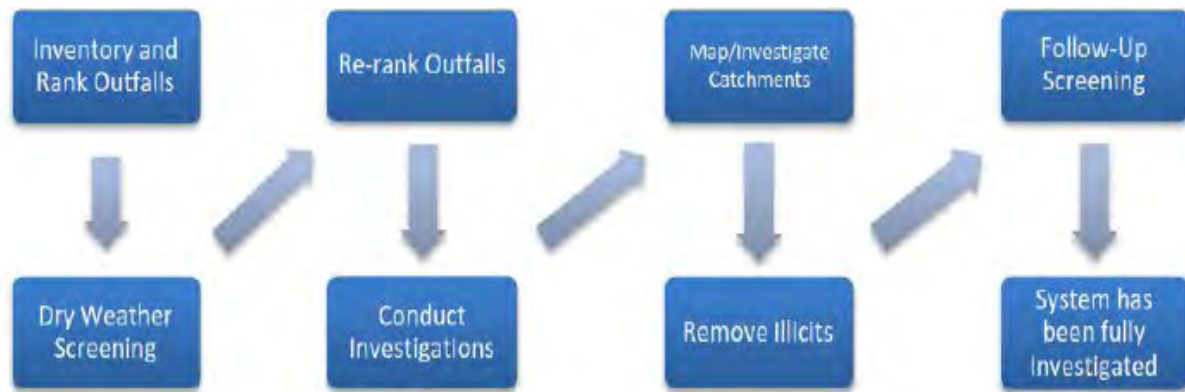 Inventory and
Rank Outfalls
Dry Weather
Screening
Re-rank Outfalls
Conduct
Investigations
Map/Investigate
Catchments
Remove Illicits
Follow-Up
Screening
System has
been fully
Investigated